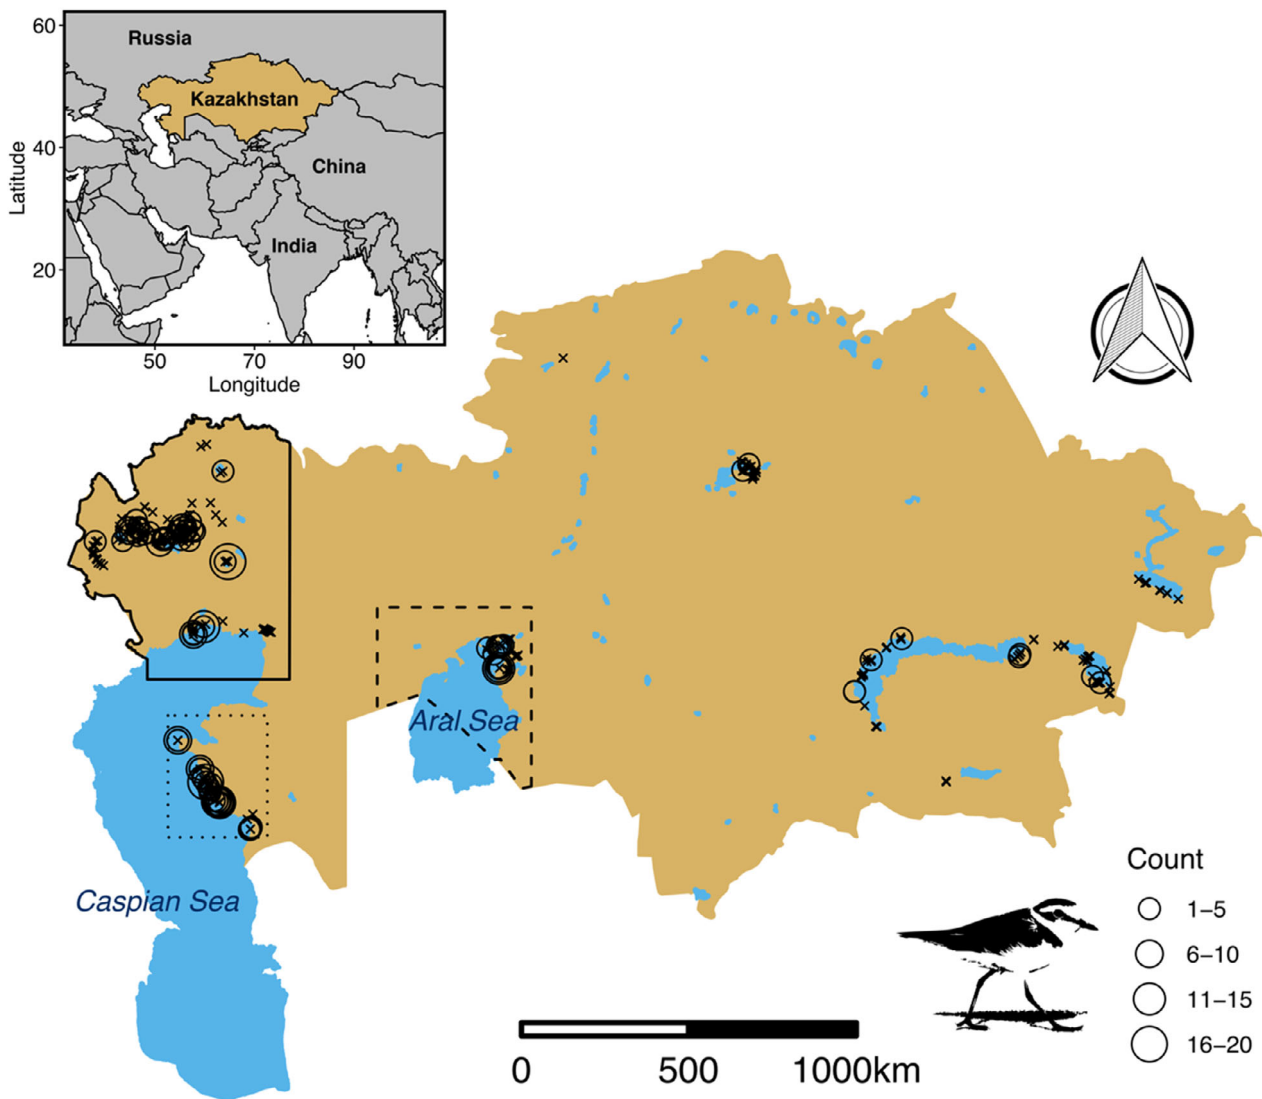 60
Russia
Kazakhstan
Latitude
40
China
India
20
50 70 90
Longitude
Aral Sea
Caspian Sea
Count
1–5
6–10
11–15
16–20
0 500 1000km